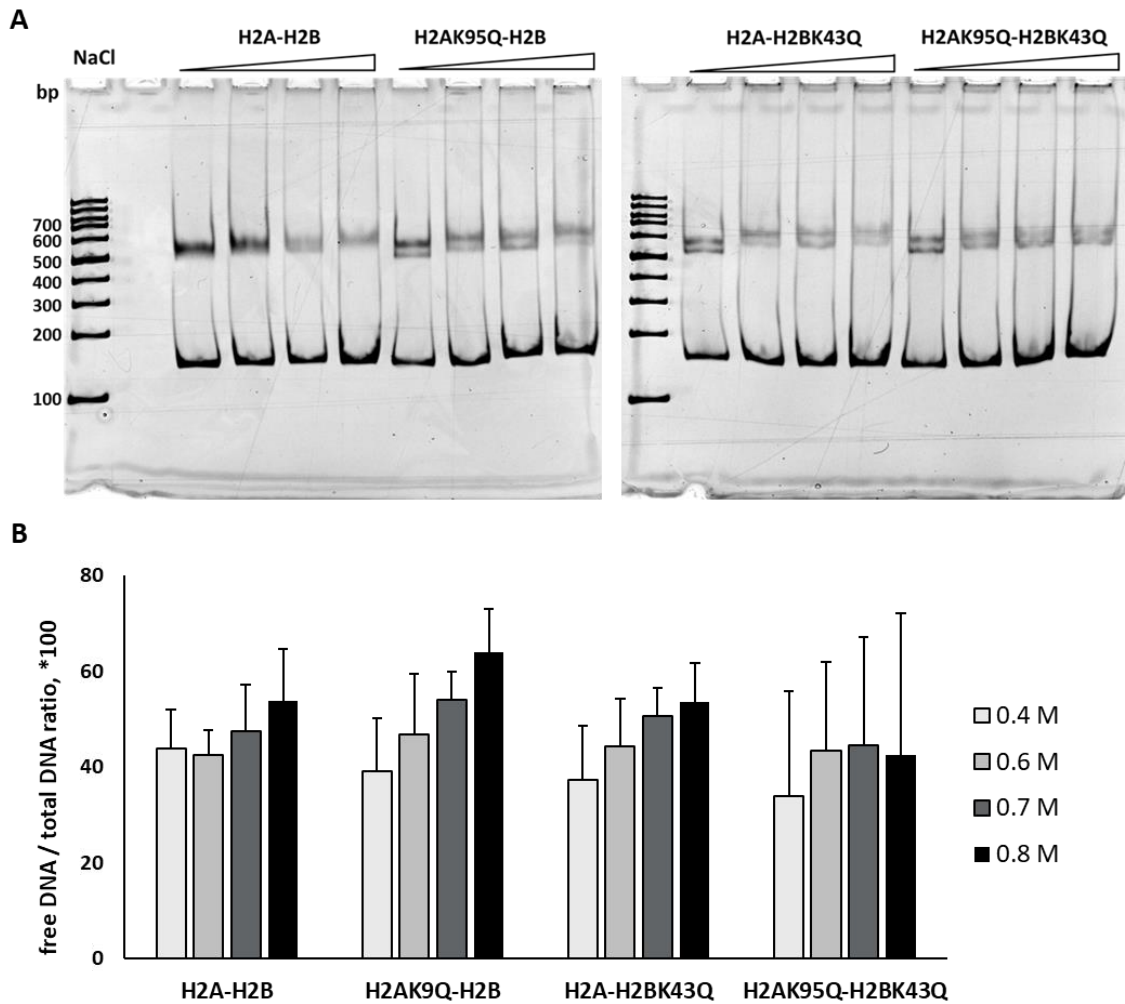 A
H2A-H2B H2AK95Q-H2B H2A-H2BK43Q H2AK95Q-H2BK43Q
NaCl
bp
700
600
500
400
300
200
100
B
free DNA / total DNA ratio, *100
80
60
40
20
0
0.4 M
0.6 M
0.7 M
0.8 M
H2A-H2B H2AK9Q-H2B H2A-H2BK43Q H2AK95Q-H2BK43Q